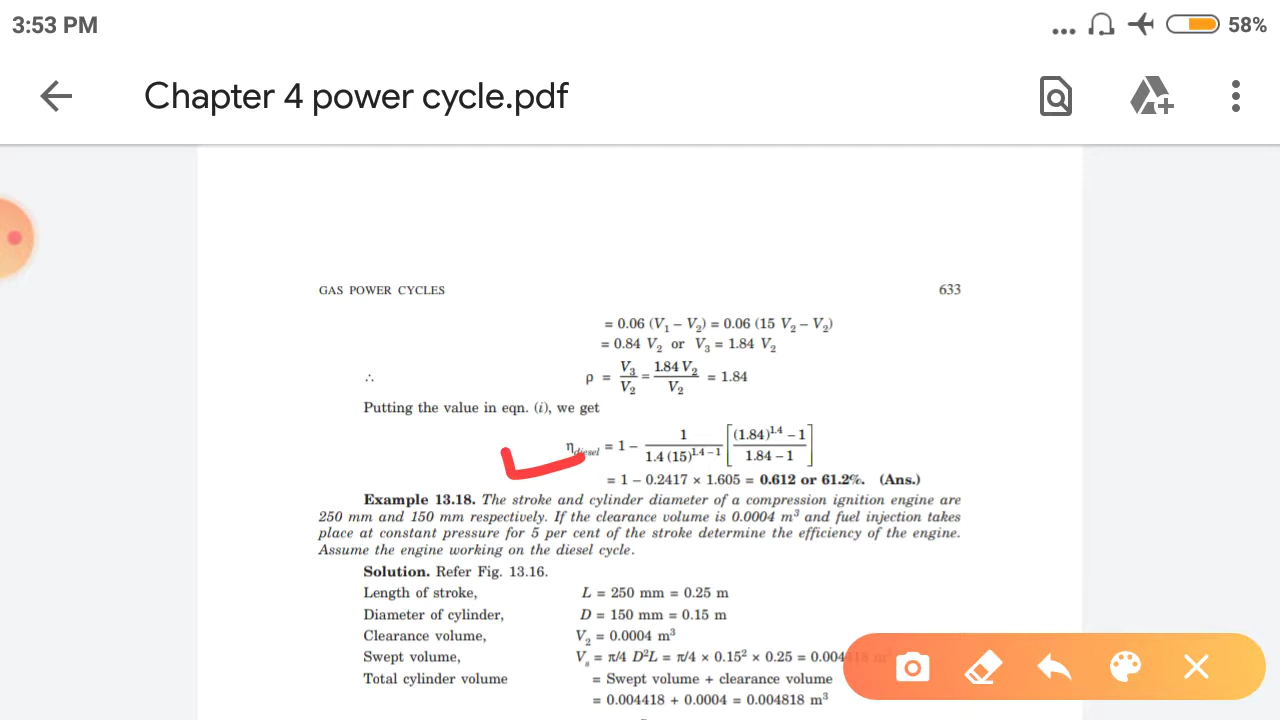 3:53 PM
58%
Chapter 4 power cycle.pdf
GAS POWER CYCLES 633
= 0.06 (V₁ – V₂) = 0.06 (15 V₂ – V₂)
= 0.84 V₂ or V₃ = 1.84 V₂
∴ ρ = V₃/V₂ = 1.84 V₂/V₂ = 1.84
Putting the value in eqn. (i), we get
η_diesel = 1 – 1/(1.4 (15)^(1.4 – 1)) [((1.84)^1.4 – 1)/(1.84 – 1)]
= 1 – 0.2417 × 1.605 = 0.612 or 61.2%. (Ans.)
Example 13.18. The stroke and cylinder diameter of a compression ignition engine are
250 mm and 150 mm respectively. If the clearance volume is 0.0004 m³ and fuel injection takes
place at constant pressure for 5 per cent of the stroke determine the efficiency of the engine.
Assume the engine working on the diesel cycle.
Solution. Refer Fig. 13.16.
Length of stroke, L = 250 mm = 0.25 m
Diameter of cylinder, D = 150 mm = 0.15 m
Clearance volume, V₂ = 0.0004 m³
Swept volume, Vₛ = π/4 D²L = π/4 × 0.15² × 0.25 = 0.004418 m³
Total cylinder volume = Swept volume + clearance volume
= 0.004418 + 0.0004 = 0.004818 m³